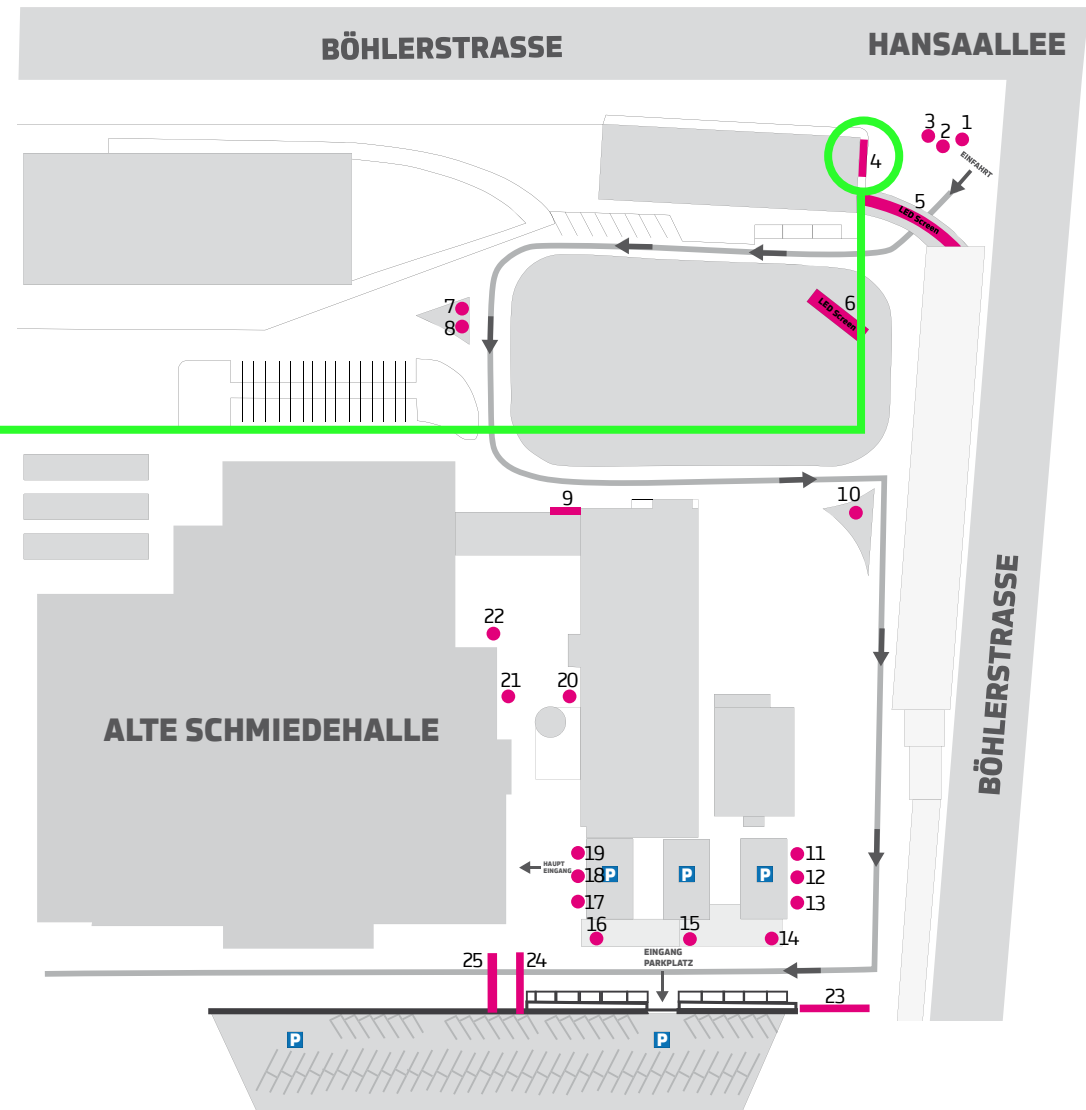 BÖHLERSTRASSE
HANSAALLEE
3
2
1
4
EINFAHRT
5
LED Screen
6
LED Screen
7
8
9
10
BÖHLERSTRASSE
22
21
20
ALTE SCHMIEDEHALLE
19
11
HAUPT
EINGANG
18
P
P
P
12
17
13
16
15
14
EINGANG
PARKPLATZ
25
24
23
P
P